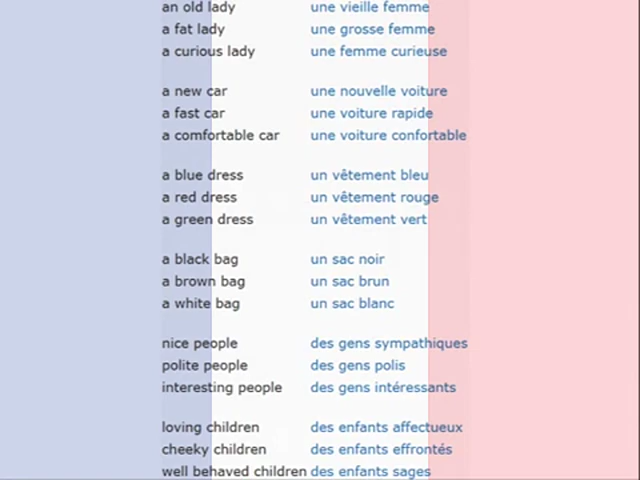 an old lady une vieille femme
a fat lady une grosse femme
a curious lady une femme curieuse
a new car une nouvelle voiture
a fast car une voiture rapide
a comfortable car une voiture confortable
a blue dress un vêtement bleu
a red dress un vêtement rouge
a green dress un vêtement vert
a black bag un sac noir
a brown bag un sac brun
a white bag un sac blanc
nice people des gens sympathiques
polite people des gens polis
interesting people des gens intéressants
loving children des enfants affectueux
cheeky children des enfants effrontés
well behaved children des enfants sages